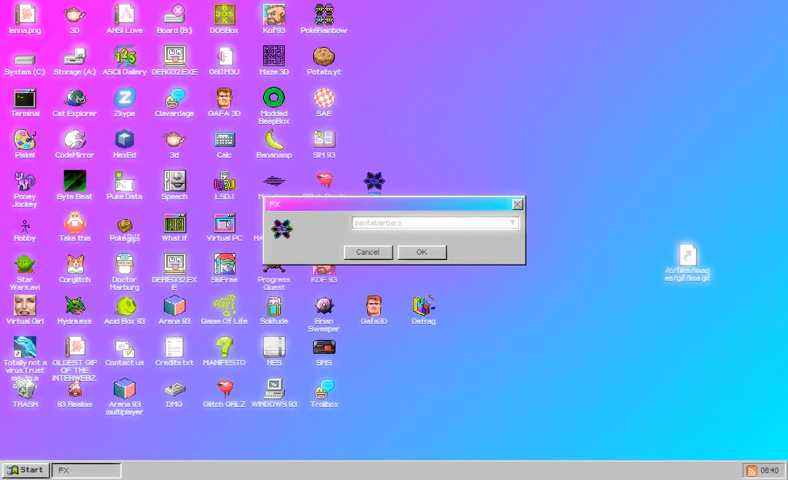 lenna.png 3D ANSI Love Board (B:) DOSBox Kof'93 PokéRainbow
System (C:) Storage (A:) ASCII Gallery DERG32.EXE G80.M3U Maze 3D Potato.yt
Terminal Cat Explorer Zkype Clavardage GAFA 3D Modded BeepBox SAE
Piskel CodeMirror HexEd 3d Calc Bananamp SIM 93
Poney Jockey Byte Beat Puke Data Speech LSDJ
FX
santabarbara
Cancel OK
Robby Take this What If Virtual PC
Star Wars.avi Corglitch Doctor Marburg DEREG32.EXE SkiFree Progress Quest KOF 93
/c/files/images/gif/lisa.gif
Virtual Girl Hydra.exe Acid Box 93 Arena 93 Game Of Life Solitude Brian Sweeper Gafa3D Defrag
Totally not a virus.Trust me..i'm a OLDEST GIF OF THE INTERWEBZ Contact us Credits.txt MANIFESTO NES SMS
TRASH 93 Realms Arena 93 multiplayer DMG Glitch GRLZ WINDOWS 93 Trollbox
Start FX 08:40